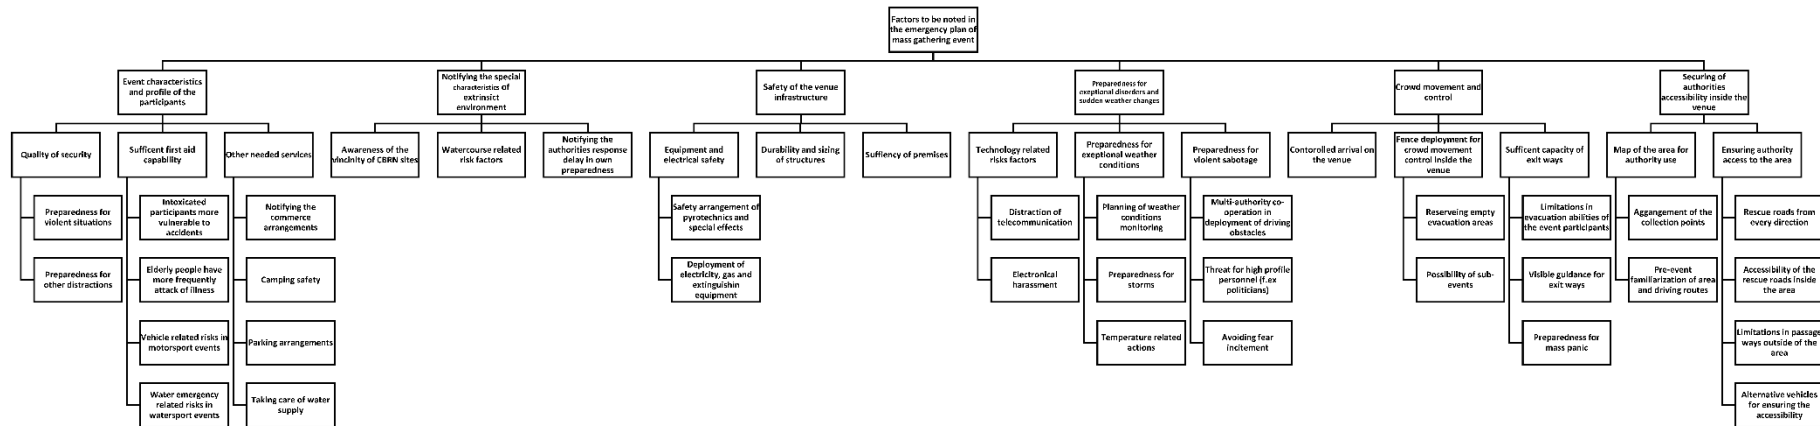 Factors to be noted in
the emergency plan of
mass gathering event
Event characteristics
and profile of the
participants
Notifying the special
characteristics of
extrinsict
environment
Safety of the venue
infrastructure
Preparedness for
exeptional disorders and
sudden weather changes
Crowd movement and
control
Securing of
authorities
accessibility inside the
venue
Quality of security
Sufficent first aid
capability
Other needed services
Awareness of the
vincinity of CBRN sites
Watercourse related
risk factors
Notifying the
authorities response
delay in own
preparedness
Equipment and
electrical safety
Durability and sizing
of structures
Suffiency of premises
Technology related
risks factors
Preparedness for
exeptional weather
conditions
Preparedness for
violent sabotage
Contorolled arrival on
the venue
Fence deployment for
crowd movement
control inside the
venue
Sufficent capacity of
exit ways
Map of the area for
authority use
Ensuring authority
access to the area
Preparedness for
violent situations
Preparedness for
other distractions
Intoxicated
participants more
vulnerable to
accidents
Elderly people have
more frequently
attack of illness
Vehicle related risks in
motorsport events
Water emergency
related risks in
watersport events
Notifying the
commerce
arrangements
Camping safety
Parking arrangements
Taking care of water
supply
Safety arrangement of
pyrotechnics and
special effects
Deployment of
electricity, gas and
extinguishin
equipment
Distraction of
telecommunication
Electronical
harassment
Planning of weather
conditions
monitoring
Preparedness for
storms
Temperature related
actions
Multi-authority co-
operation in
deployment of driving
obstacles
Threat for high profile
personnel (f.ex
politicians)
Avoiding fear
incitement
Reserveing empty
evacuation areas
Possibility of sub-
events
Limitations in
evacuation abilities of
the event participants
Visible guidance for
exit ways
Preparedness for
mass panic
Aggangement of the
collection points
Pre-event
familiarization of area
and driving routes
Rescue roads from
every direction
Accessibility of the
rescue roads inside
the area
Limitations in passage
ways outside of the
area
Alternative vehicles
for ensuring the
accessibility